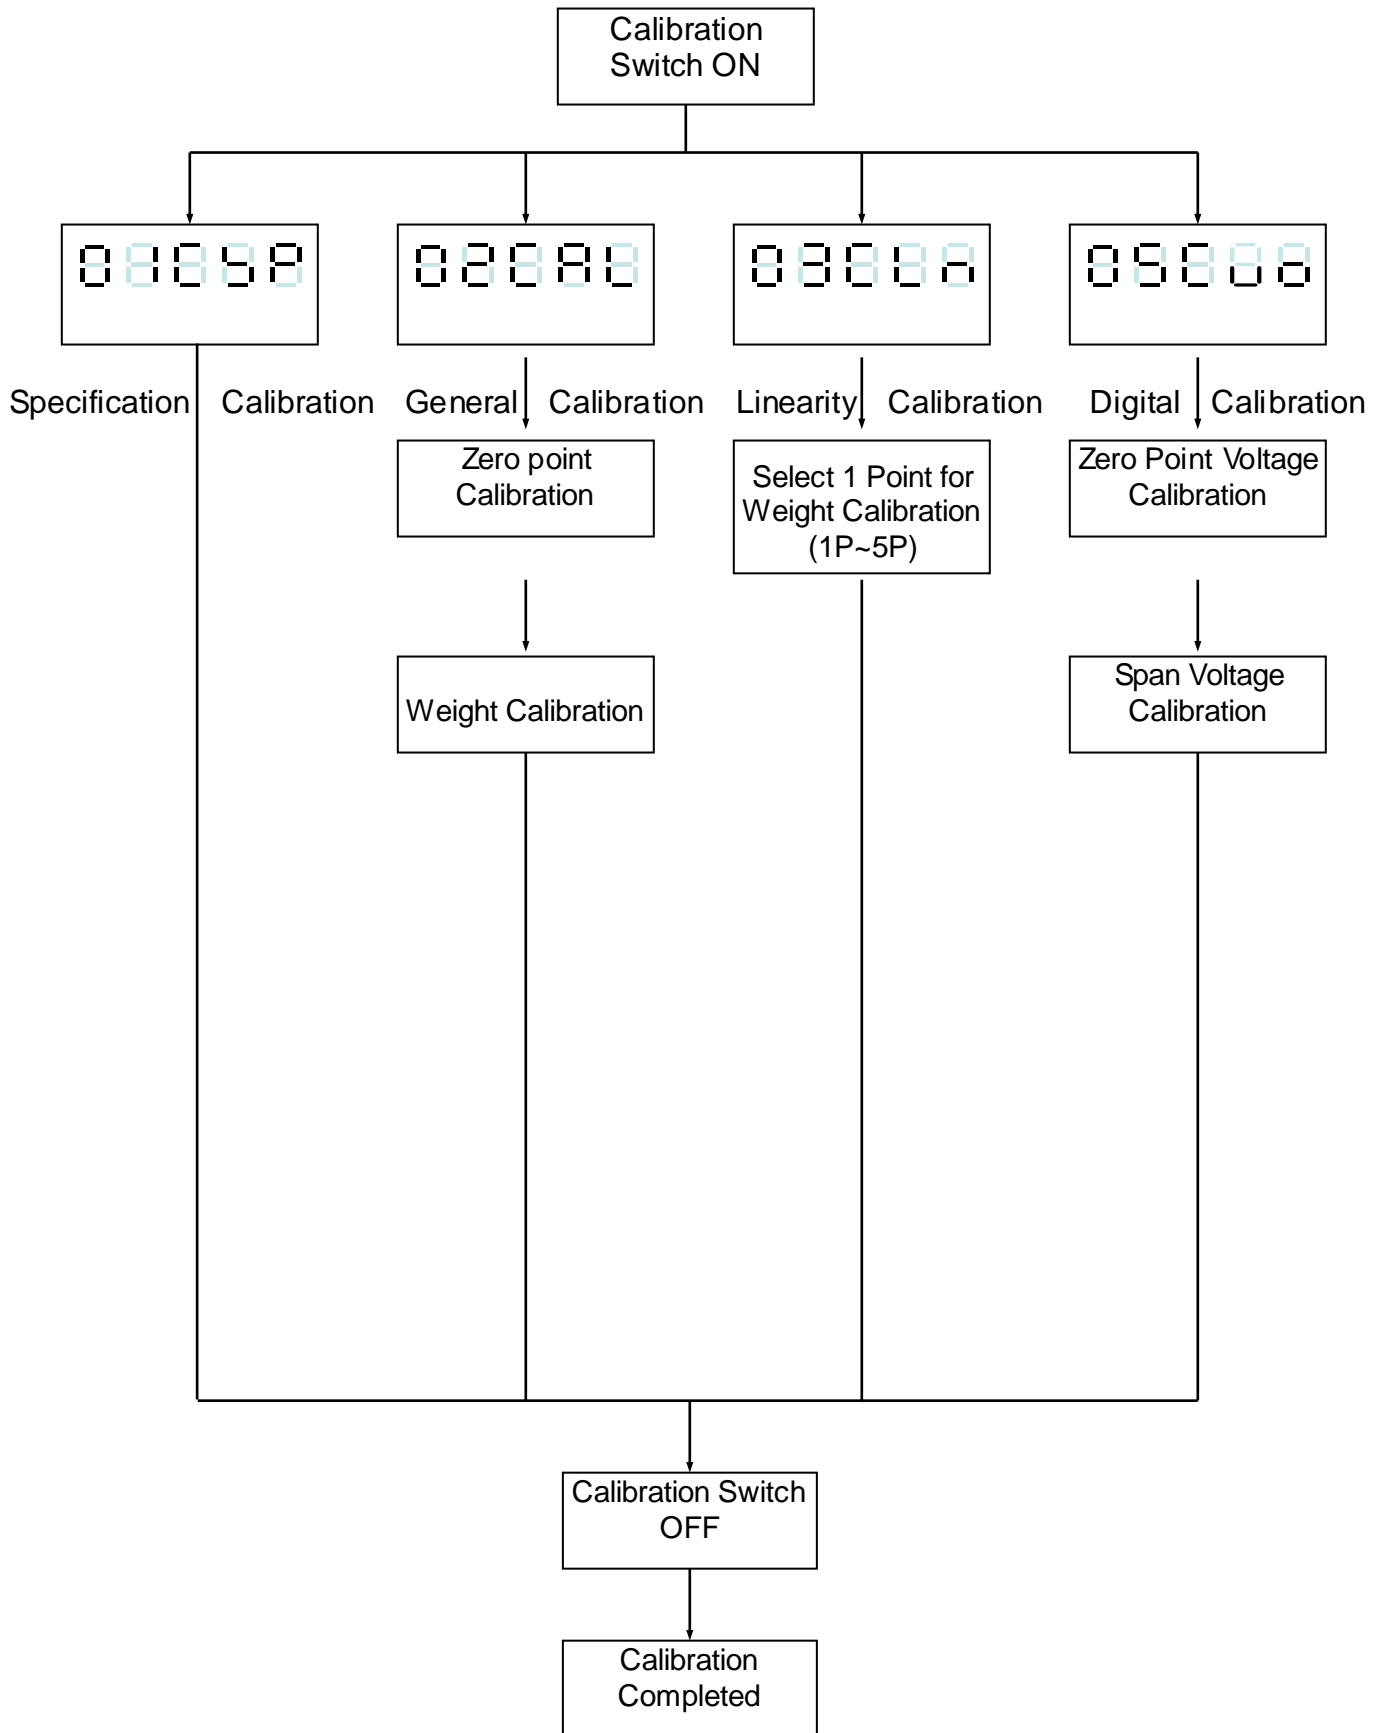 Calibration
Switch ON
01CSP 02CAL 03CLn 05Cuo
Specification Calibration General Calibration Linearity Calibration Digital Calibration
Zero point
Calibration
Select 1 Point for
Weight Calibration
(1P~5P)
Zero Point Voltage
Calibration
Weight Calibration
Span Voltage
Calibration
Calibration Switch
OFF
Calibration
Completed